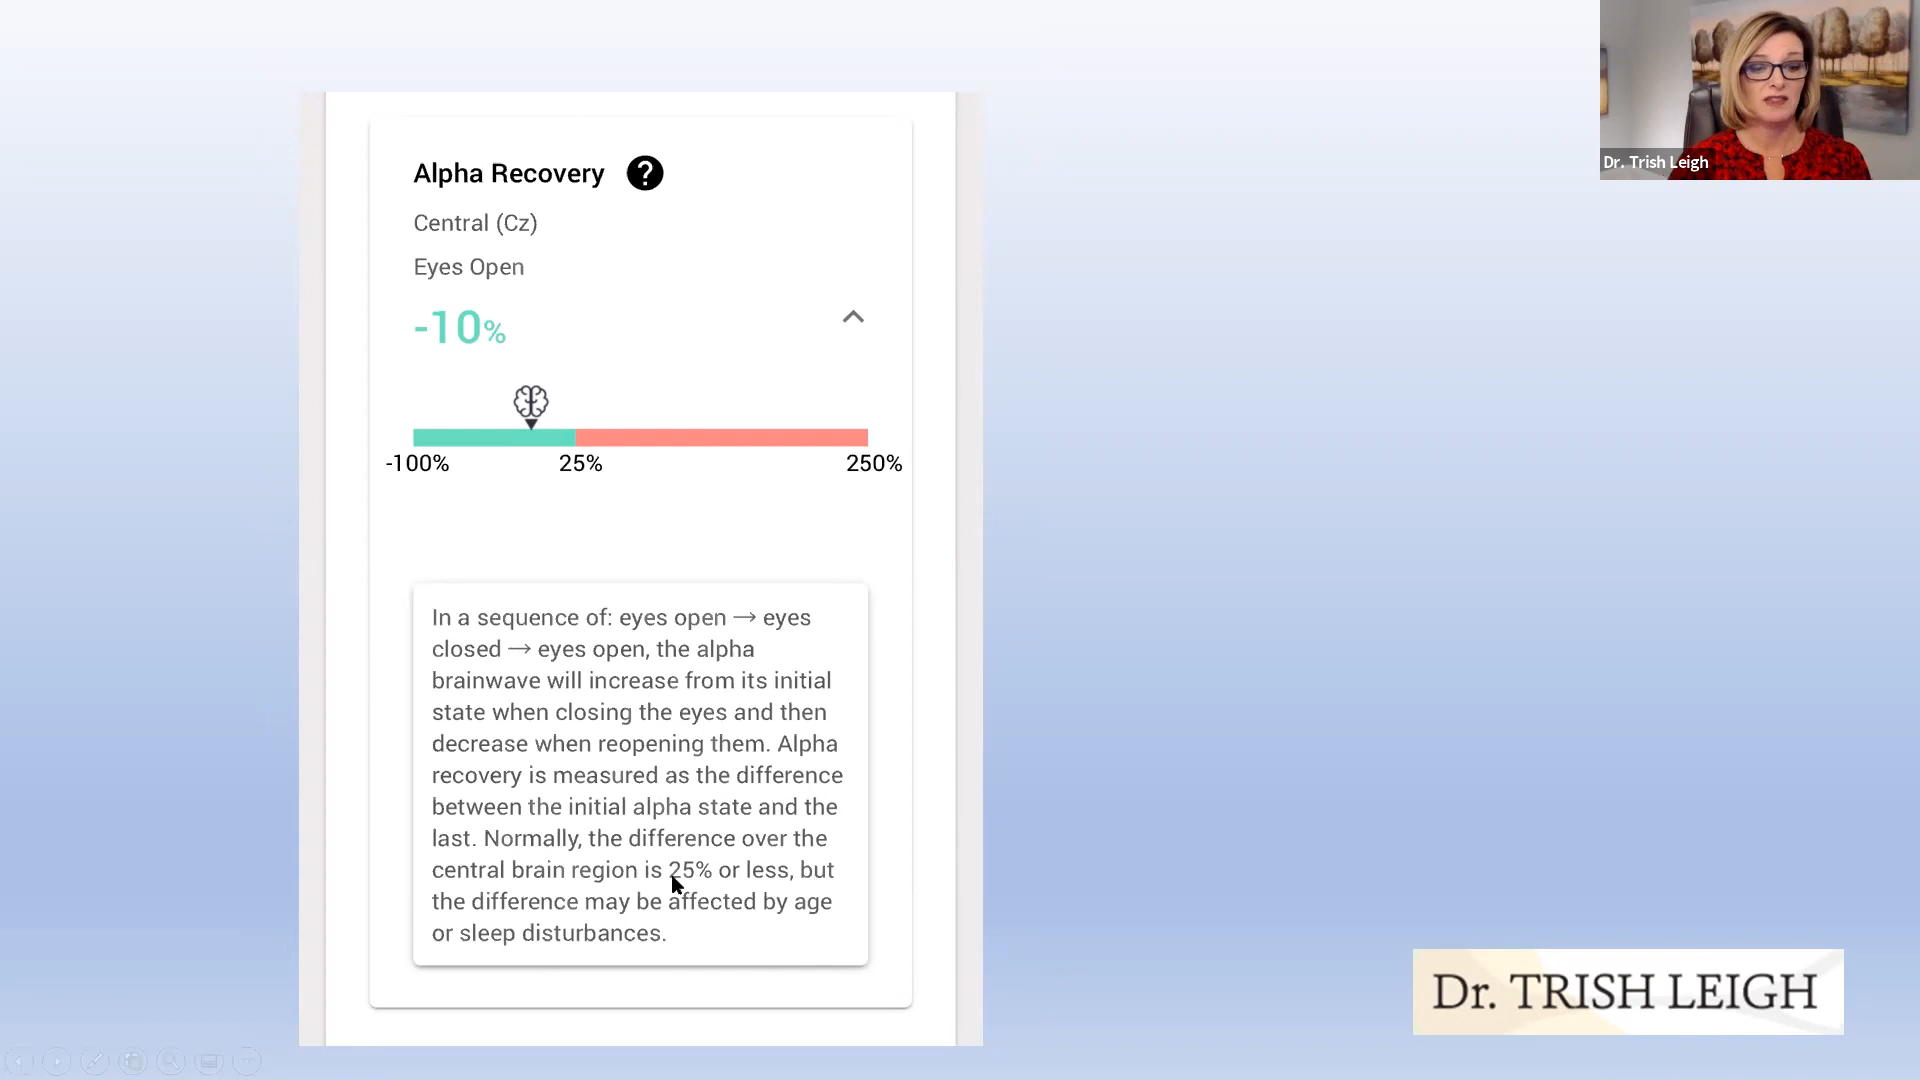 Dr. Trish Leigh
Alpha Recovery ?
Central (Cz)
Eyes Open
-10%
-100% 25% 250%
In a sequence of: eyes open → eyes
closed → eyes open, the alpha
brainwave will increase from its initial
state when closing the eyes and then
decrease when reopening them. Alpha
recovery is measured as the difference
between the initial alpha state and the
last. Normally, the difference over the
central brain region is 25% or less, but
the difference may be affected by age
or sleep disturbances.
Dr. TRISH LEIGH